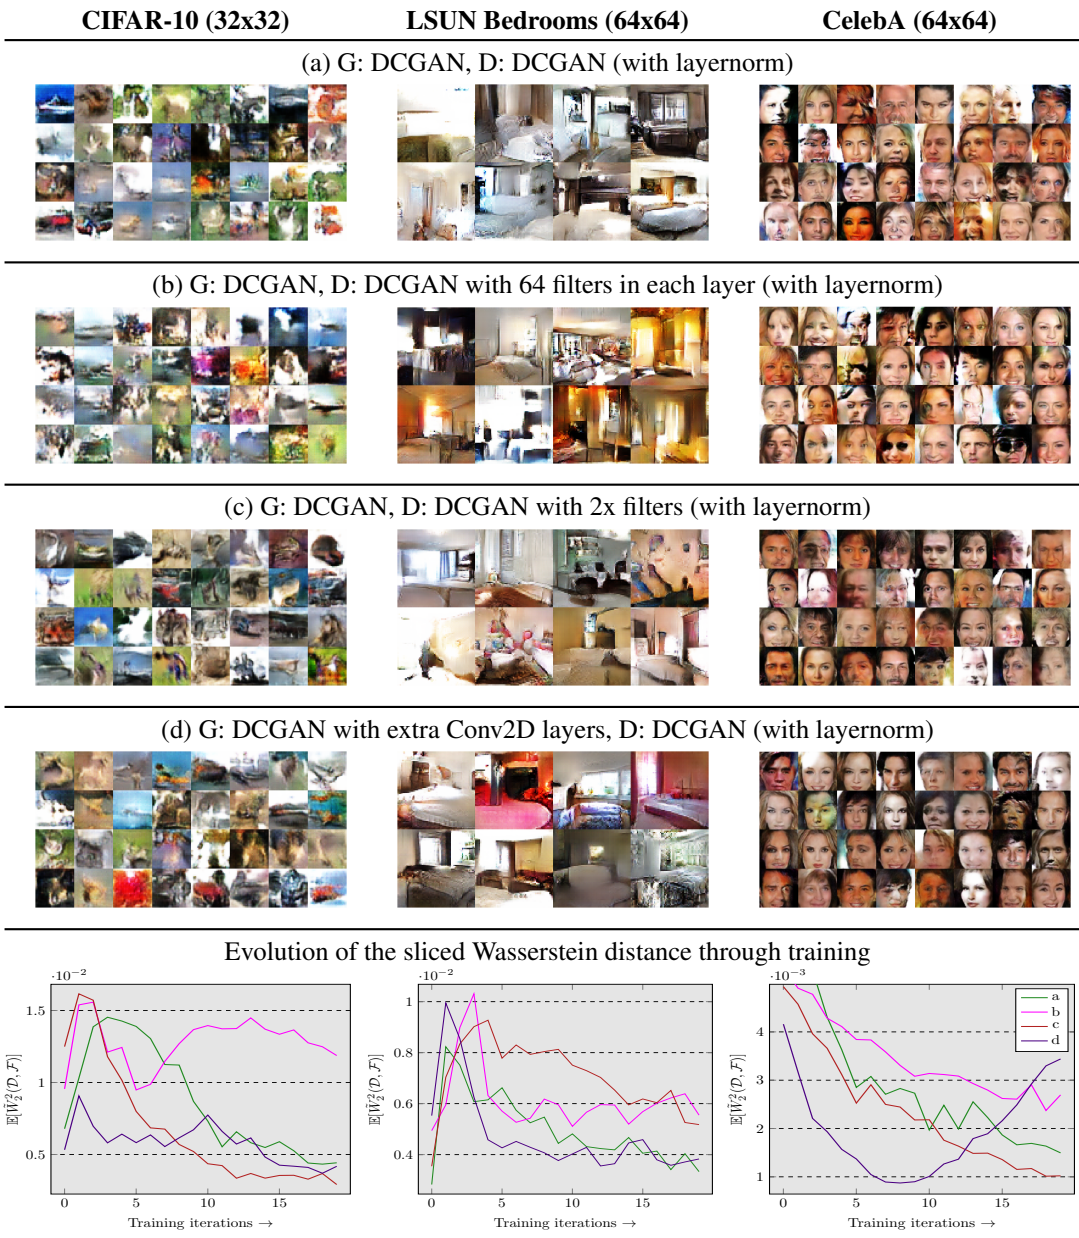 CIFAR-10 (32x32) LSUN Bedrooms (64x64) CelebA (64x64)
(a) G: DCGAN, D: DCGAN (with layernorm)
(b) G: DCGAN, D: DCGAN with 64 filters in each layer (with layernorm)
(c) G: DCGAN, D: DCGAN with 2x filters (with layernorm)
(d) G: DCGAN with extra Conv2D layers, D: DCGAN (with layernorm)
Evolution of the sliced Wasserstein distance through training
·10⁻² ·10⁻² ·10⁻³
1.5
1
0.5
𝔼[W̃₂²(𝒟, ℱ)]
0 5 10 15
Training iterations →
1
0.8
0.6
0.4
𝔼[W̃₂²(𝒟, ℱ)]
0 5 10 15
Training iterations →
4
3
2
1
𝔼[W̃₂²(𝒟, ℱ)]
a
b
c
d
0 5 10 15
Training iterations →